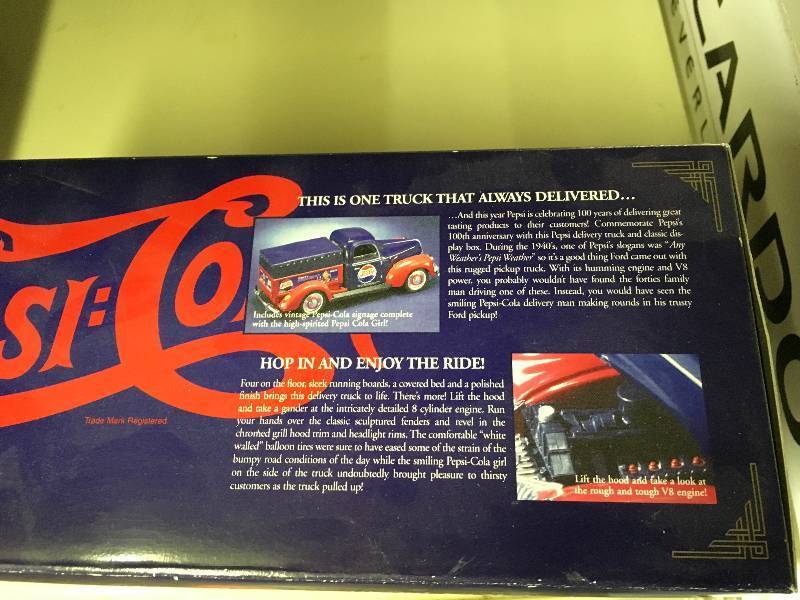 CARDO
EVERL
THIS IS ONE TRUCK THAT ALWAYS DELIVERED...
...And this year Pepsi is celebrating 100 years of delivering great
tasting products to their customers! Commemorate Pepsi's
100th anniversary with this Pepsi delivery truck and classic dis-
play box. During the 1940's, one of Pepsi's slogans was "Any
Weather's Pepsi Weather" so it's a good thing Ford came out with
this rugged pickup truck. With its humming engine and V8
power, you probably wouldn't have found the forties family
man driving one of these. Instead, you would have seen the
smiling Pepsi-Cola delivery man making rounds in his trusty
Ford pickup!
Includes vintage Pepsi-Cola signage complete
with the high-spirited Pepsi Cola Girl!
SI:Co
Trade Mark Registered
HOP IN AND ENJOY THE RIDE!
Four on the floor, sleek running boards, a covered bed and a polished
finish brings this delivery truck to life. There's more! Lift the hood
and take a gander at the intricately detailed 8 cylinder engine. Run
your hands over the classic sculptured fenders and revel in the
chromed grill hood trim and headlight rims. The comfortable "white
walled" balloon tires were sure to have eased some of the strain of the
bumpy road conditions of the day while the smiling Pepsi-Cola girl
on the side of the truck undoubtedly brought pleasure to thirsty
customers as the truck pulled up!
Lift the hood and take a look at
the rough and tough V8 engine!